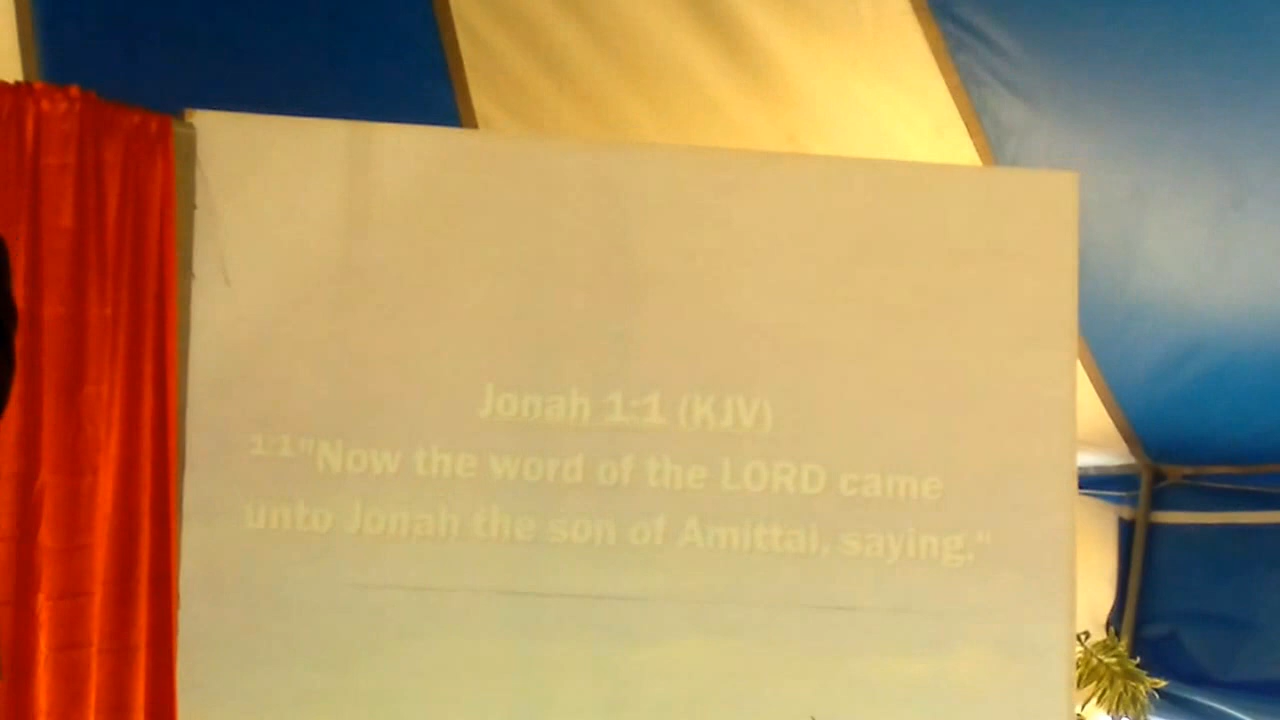 Jonah 1:1 (KJV)
1:1 "Now the word of the LORD came
unto Jonah the son of Amittai, saying,"